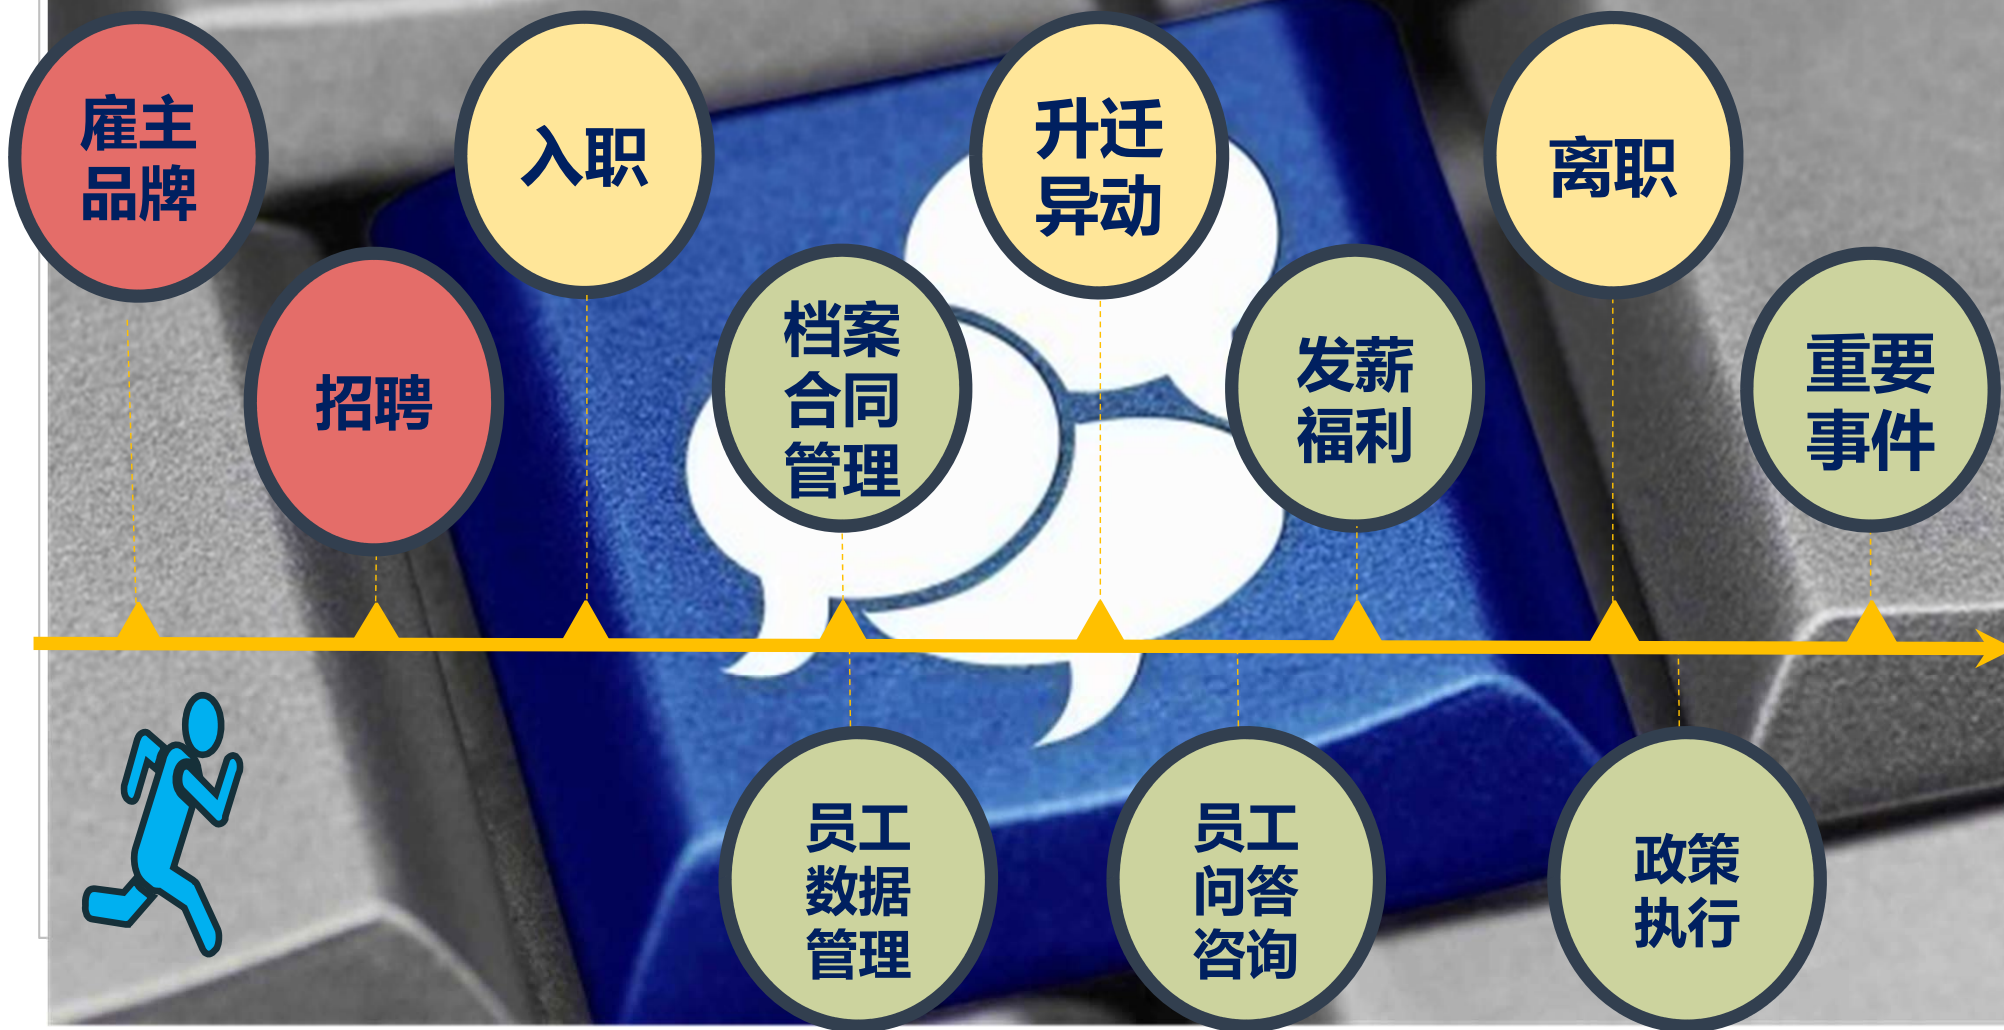 雇主
品牌
招聘
入职
档案
合同
管理
升迁
异动
发薪
福利
离职
重要
事件
员工
数据
管理
员工
问答
咨询
政策
执行